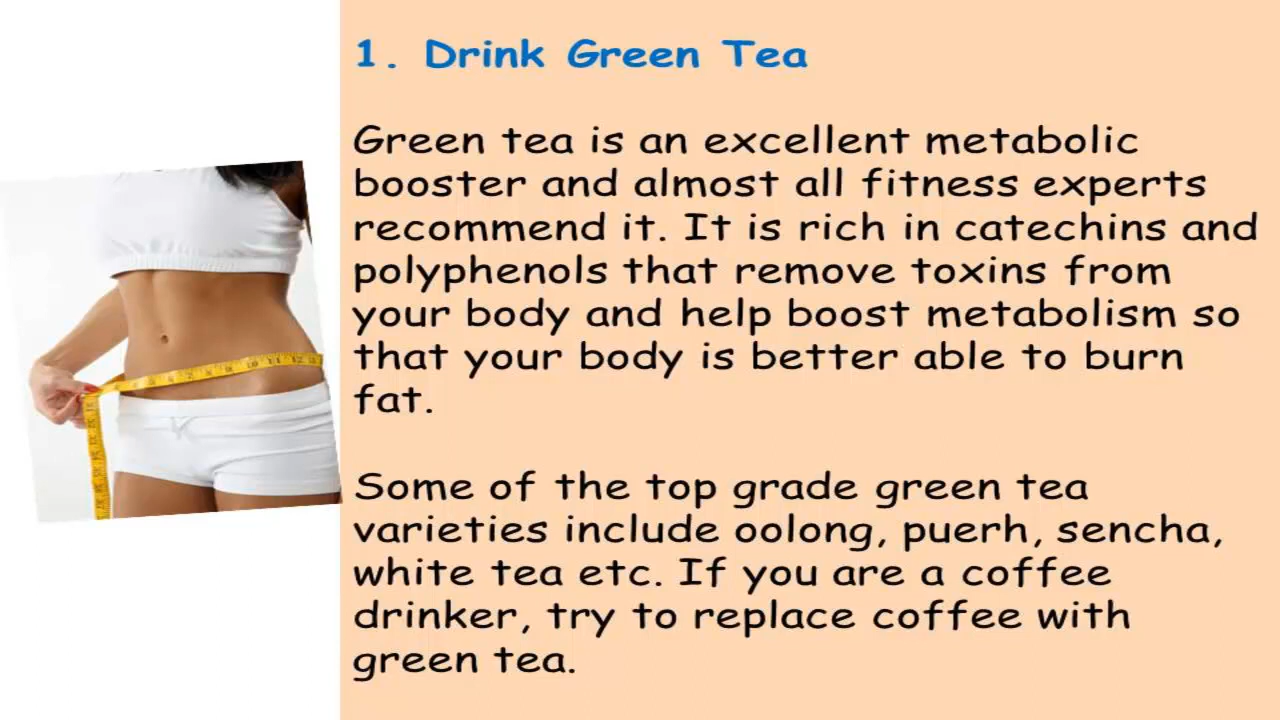 1. Drink Green Tea
Green tea is an excellent metabolic
booster and almost all fitness experts
recommend it. It is rich in catechins and
polyphenols that remove toxins from
your body and help boost metabolism so
that your body is better able to burn
fat.
Some of the top grade green tea
varieties include oolong, puerh, sencha,
white tea etc. If you are a coffee
drinker, try to replace coffee with
green tea.